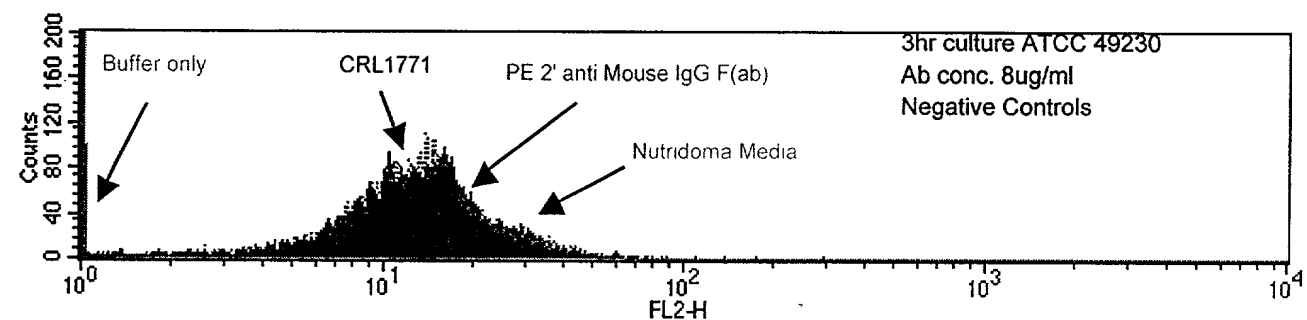 Buffer only
CRL1771
PE 2' anti Mouse IgG F(ab)
Nutridoma Media
3hr culture ATCC 49230
Ab conc. 8ug/ml
Negative Controls
Counts
200
160
120
80
40
0
10^0
10^1
10^2
10^3
10^4
FL2-H